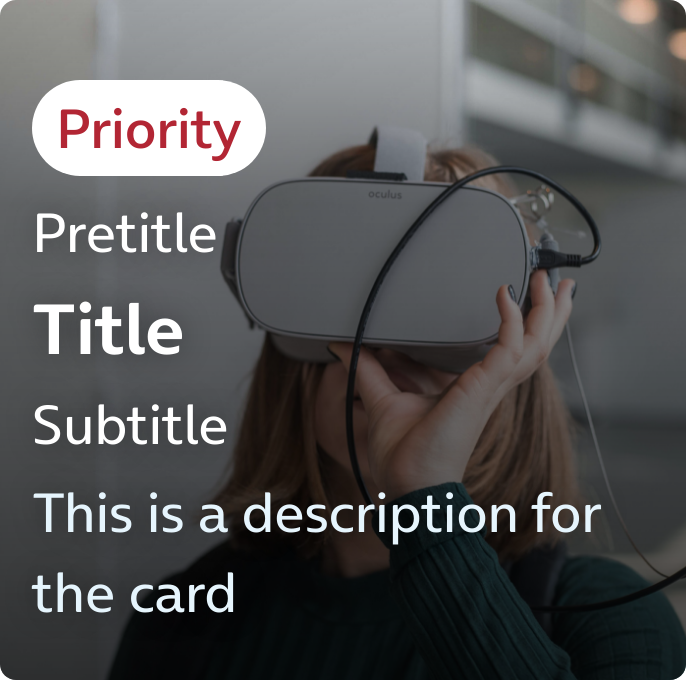 Priority
oculus
Pretitle
Title
Subtitle
This is a description for
the card